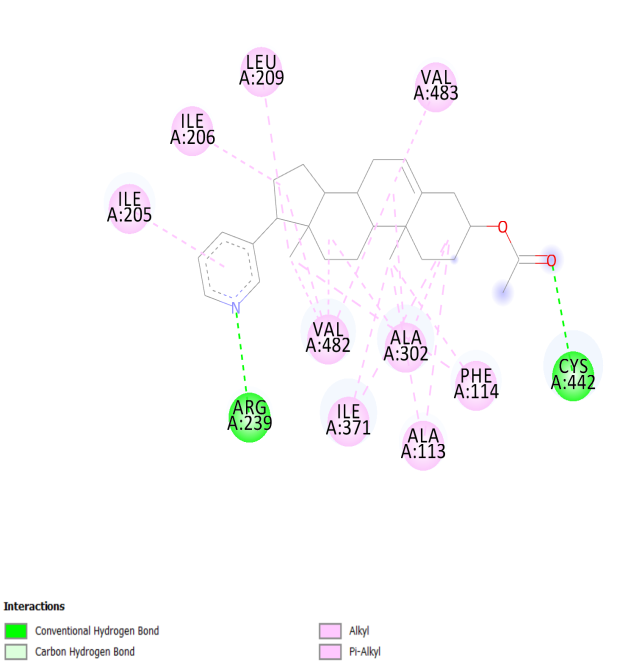 LEU
A:209
VAL
A:483
ILE
A:206
ILE
A:205
O
O
N
VAL
A:482
ALA
A:302
PHE
A:114
CYS
A:442
ARG
A:239
ILE
A:371
ALA
A:113
Interactions
Conventional Hydrogen Bond
Carbon Hydrogen Bond
Alkyl
Pi-Alkyl